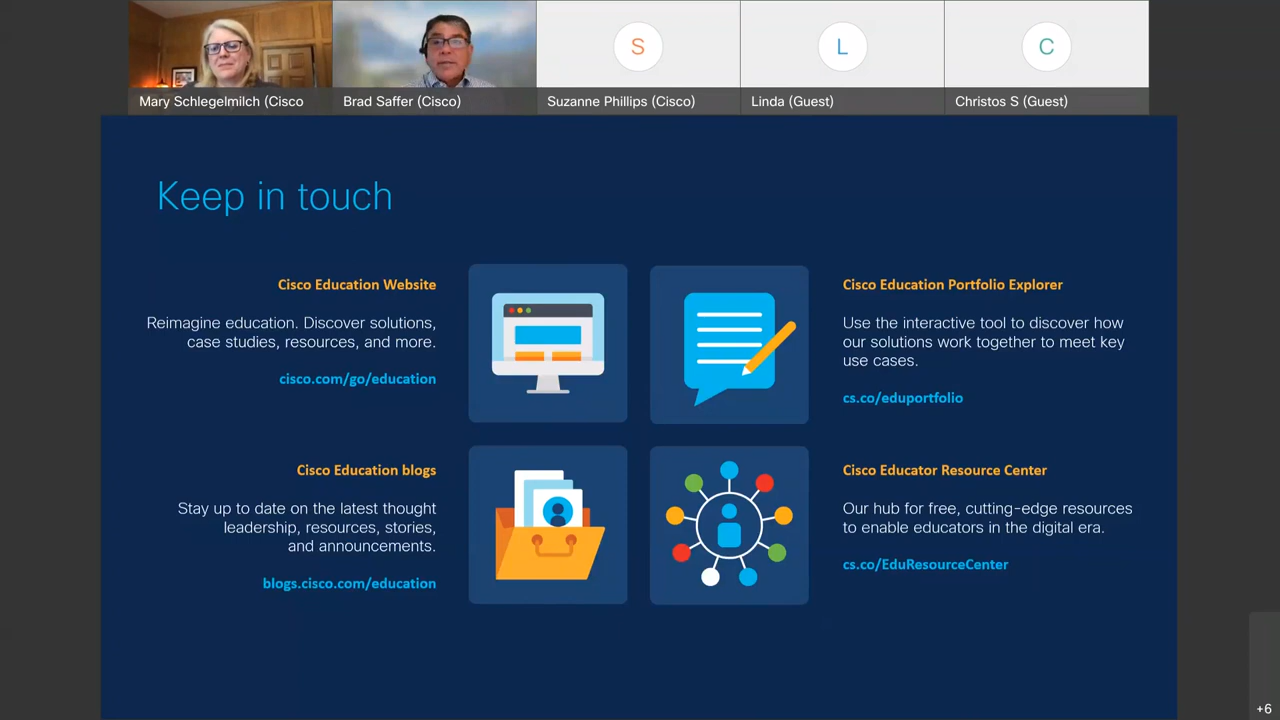 Mary Schlegelmilch (Cisco
Brad Saffer (Cisco)
Suzanne Phillips (Cisco)
Linda (Guest)
Christos S (Guest)
S
L
C
Keep in touch
Cisco Education Website
Reimagine education. Discover solutions,
case studies, resources, and more.
cisco.com/go/education
Cisco Education Portfolio Explorer
Use the interactive tool to discover how
our solutions work together to meet key
use cases.
cs.co/eduportfolio
Cisco Education blogs
Stay up to date on the latest thought
leadership, resources, stories,
and announcements.
blogs.cisco.com/education
Cisco Educator Resource Center
Our hub for free, cutting-edge resources
to enable educators in the digital era.
cs.co/EduResourceCenter
+6